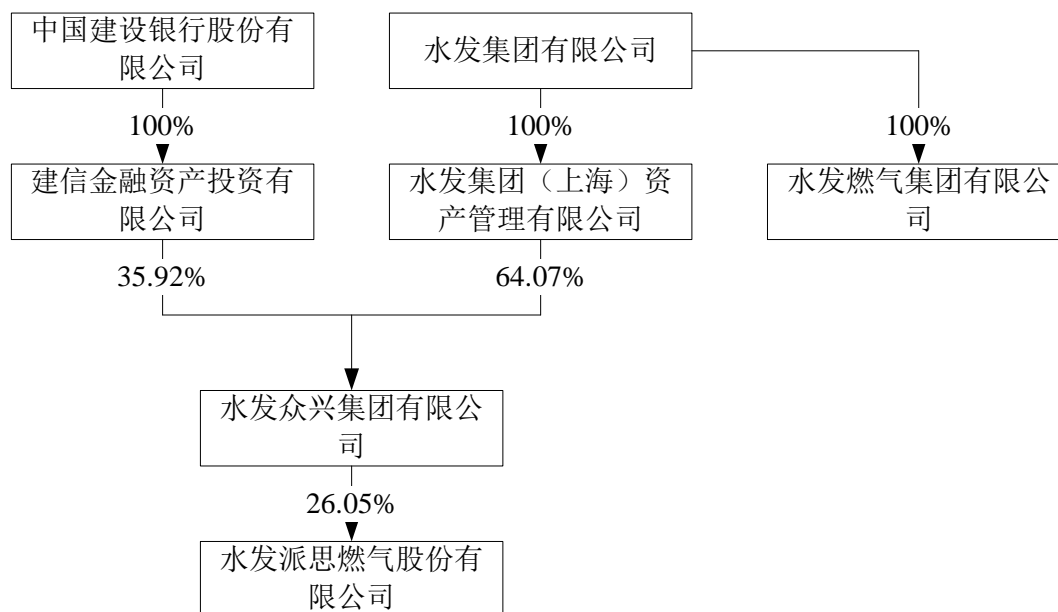 中国建设银行股份有
限公司
水发集团有限公司
100%
100%
100%
建信金融资产投资有
限公司
水发集团（上海）资
产管理有限公司
水发燃气集团有限公
司
35.92%
64.07%
水发众兴集团有限公
司
26.05%
水发派思燃气股份有
限公司